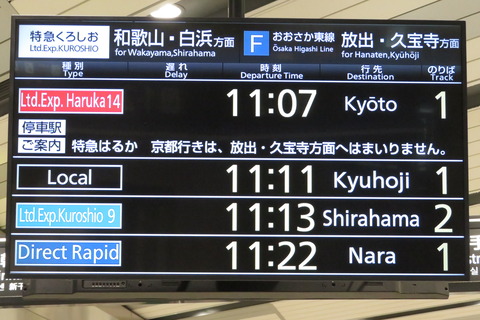 特急くろしお 和歌山・白浜方面 F おおさか東線 放出・久宝寺方面
Ltd.Exp.KUROSHIO for Wakayama,Shirahama Ōsaka Higashi Line for Hanaten,Kyūhōji
種別 遅れ 時刻 行先 のりば
Type Delay Departure Time Destination Track
Ltd.Exp. Haruka14 11:07 Kyōto 1
停車駅
ご案内 特急はるか 京都行きは、放出・久宝寺方面へはまいりません。
Local 11:11 Kyuhoji 1
Ltd.Exp.Kuroshio 9 11:13 Shirahama 2
Direct Rapid 11:22 Nara 1